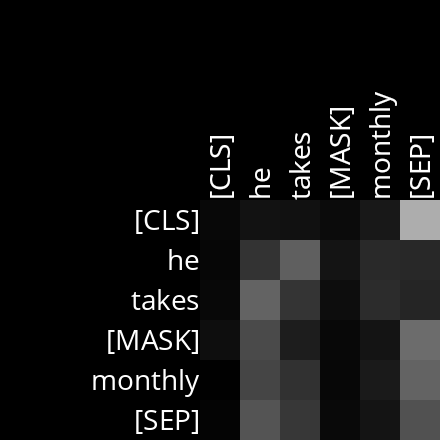 [CLS]
he
takes
[MASK]
monthly
[SEP]
[CLS]
he
takes
[MASK]
monthly
[SEP]